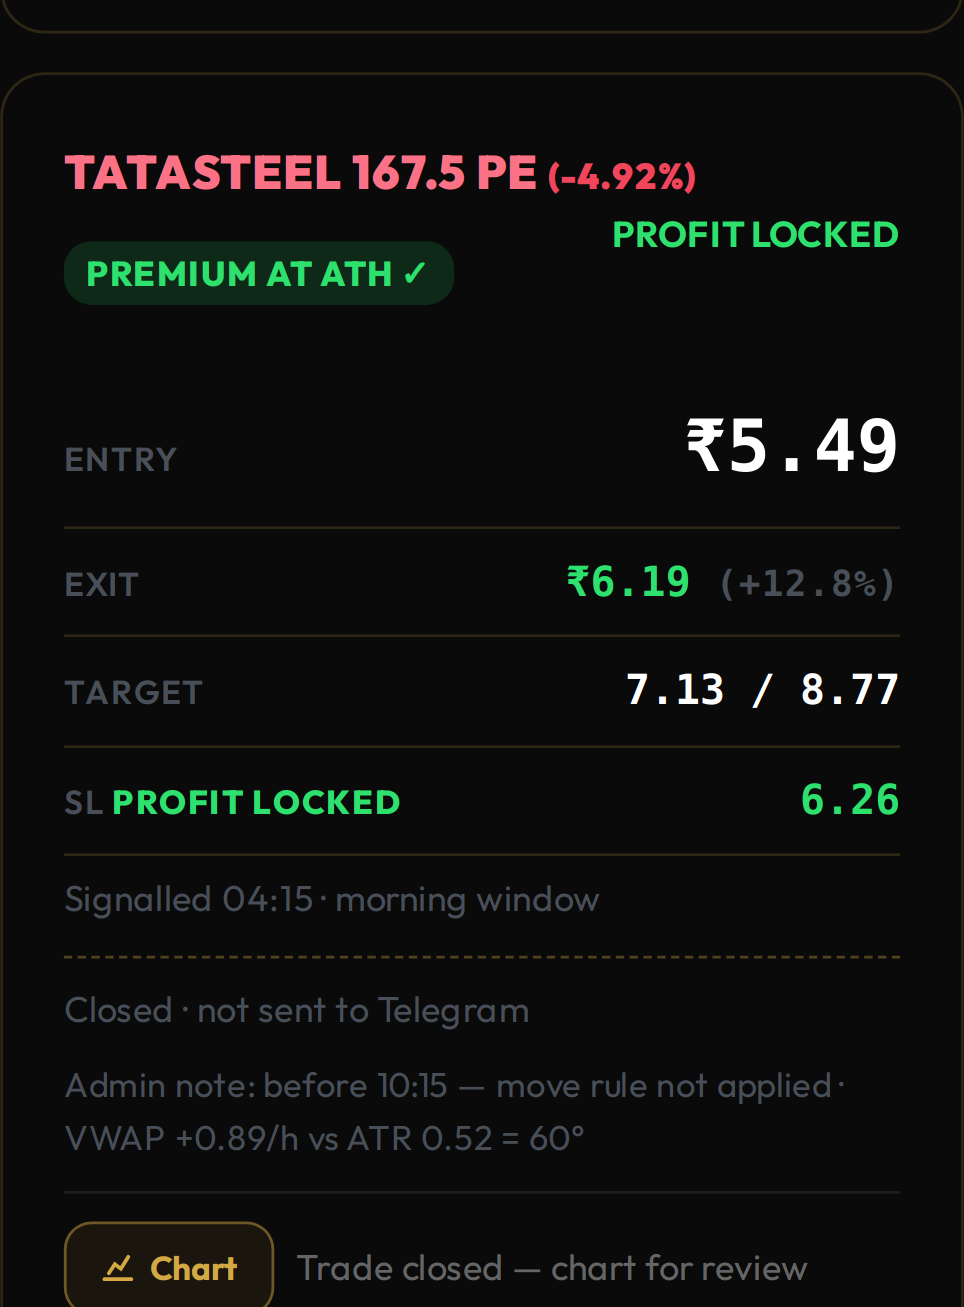 TATASTEEL 167.5 PE (-4.92%)
PROFIT LOCKED
PREMIUM AT ATH ✓
ENTRY ₹5.49
EXIT ₹6.19 (+12.8%)
TARGET 7.13 / 8.77
SL PROFIT LOCKED 6.26
Signalled 04:15 · morning window
Closed · not sent to Telegram
Admin note: before 10:15 — move rule not applied ·
VWAP +0.89/h vs ATR 0.52 = 60°
Chart Trade closed — chart for review